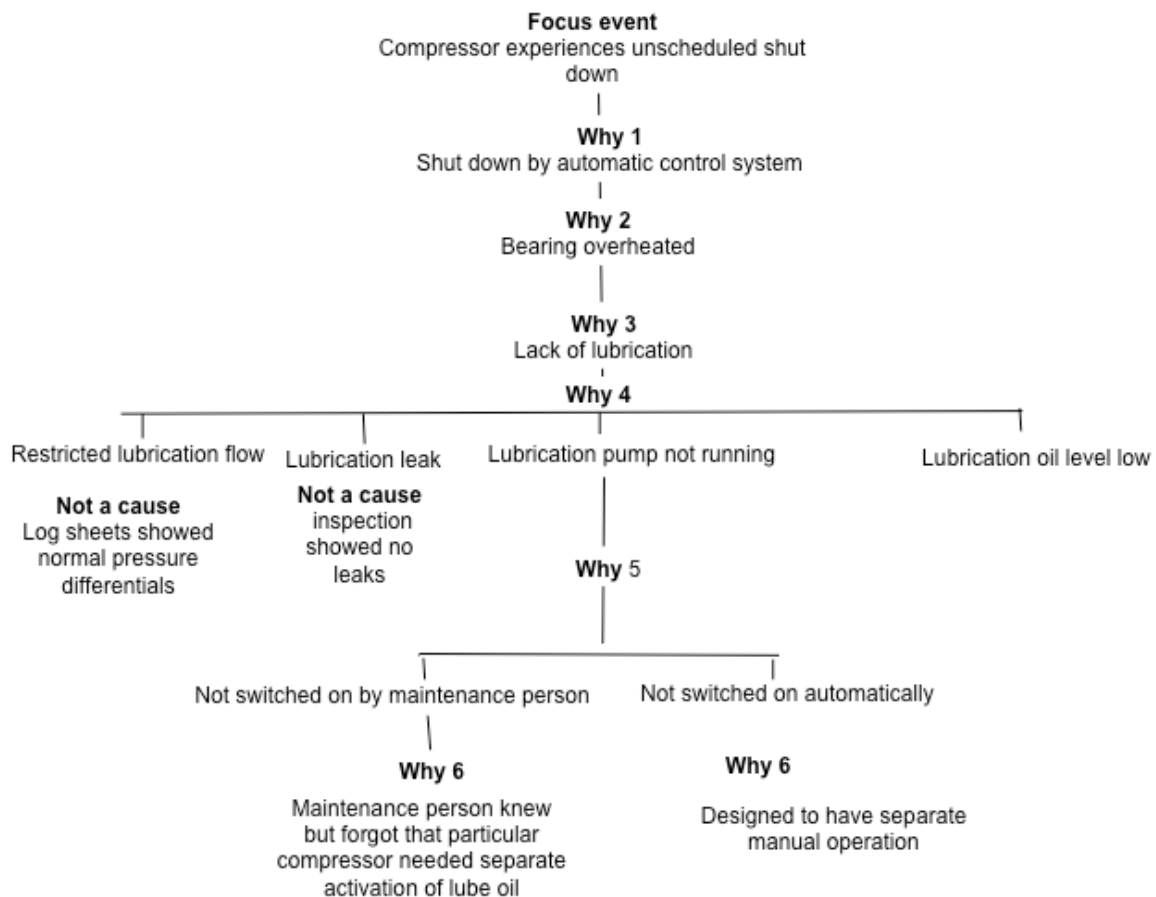 Focus event
Compressor experiences unscheduled shut
down
Why 1
Shut down by automatic control system
Why 2
Bearing overheated
Why 3
Lack of lubrication
Why 4
Restricted lubrication flow
Not a cause
Log sheets showed
normal pressure
differentials
Lubrication leak
Not a cause
inspection
showed no
leaks
Lubrication pump not running
Lubrication oil level low
Why 5
Not switched on by maintenance person
Why 6
Maintenance person knew
but forgot that particular
compressor needed separate
activation of lube oil
Not switched on automatically
Why 6
Designed to have separate
manual operation